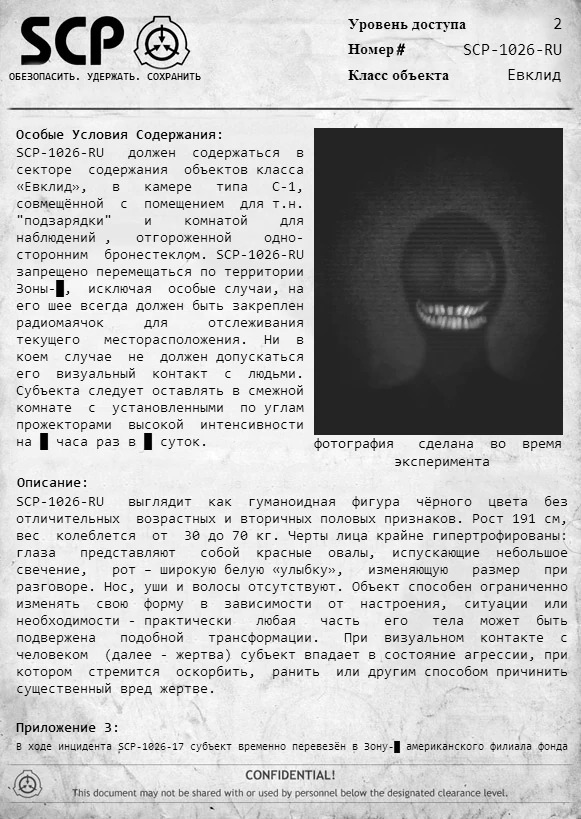 SCP
ОБЕЗОПАСИТЬ. УДЕРЖАТЬ. СОХРАНИТЬ
Уровень доступа 2
Номер# SCP-1026-RU
Класс объекта Евклид
Особые Условия Содержания:
SCP-1026-RU должен содержаться в
секторе содержания объектов класса
«Евклид», в камере типа С-1,
совмещённой с помещением для т.н.
"подзарядки" и комнатой для
наблюдений , отгороженной одно-
сторонним бронестеклом. SCP-1026-RU
запрещено перемещаться по территории
Зоны-█, исключая особые случаи, на
его шее всегда должен быть закреплен
радиомаячок для отслеживания
текущего месторасположения. Ни в
коем случае не должен допускаться
его визуальный контакт с людьми.
Субъекта следует оставлять в смежной
комнате с установленными по углам
прожекторами высокой интенсивности
на █ часа раз в █ суток.
фотография сделана во время
эксперимента
Описание:
SCP-1026-RU выглядит как гуманоидная фигура чёрного цвета без
отличительных возрастных и вторичных половых признаков. Рост 191 см,
вес колеблется от 30 до 70 кг. Черты лица крайне гипертрофированы:
глаза представляют собой красные овалы, испускающие небольшое
свечение, рот – широкую белую «улыбку», изменяющую размер при
разговоре. Нос, уши и волосы отсутствуют. Объект способен ограниченно
изменять свою форму в зависимости от настроения, ситуации или
необходимости - практически любая часть его тела может быть
подвержена подобной трансформации. При визуальном контакте с
человеком (далее - жертва) субъект впадает в состояние агрессии, при
котором стремится оскорбить, ранить или другим способом причинить
существенный вред жертве.
Приложение 3:
В ходе инцидента SCP-1026-17 субъект временно перевезён в Зону-█ американского филиала фонда
CONFIDENTIAL!
This document may not be shared with or used by personnel below the designated clearance level.